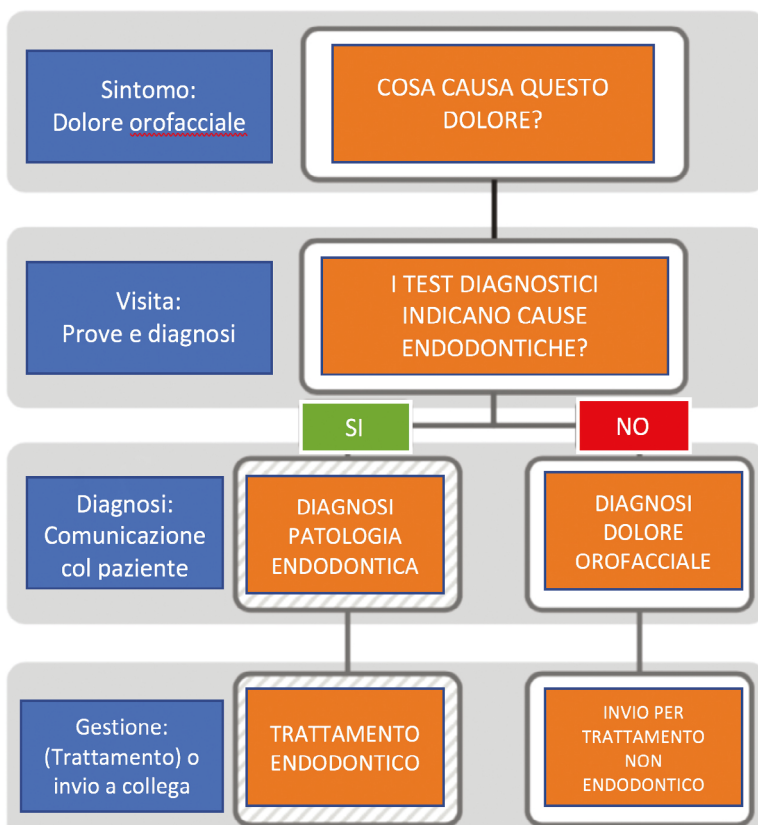 Sintomo:
Dolore orofacciale
COSA CAUSA QUESTO
DOLORE?
Visita:
Prove e diagnosi
I TEST DIAGNOSTICI
INDICANO CAUSE
ENDODONTICHE?
SI
NO
Diagnosi:
Comunicazione
col paziente
DIAGNOSI
PATOLOGIA
ENDODONTICA
DIAGNOSI
DOLORE
OROFACCIALE
Gestione:
(Trattamento) o
invio a collega
TRATTAMENTO
ENDODONTICO
INVIO PER
TRATTAMENTO
NON
ENDODONTICO